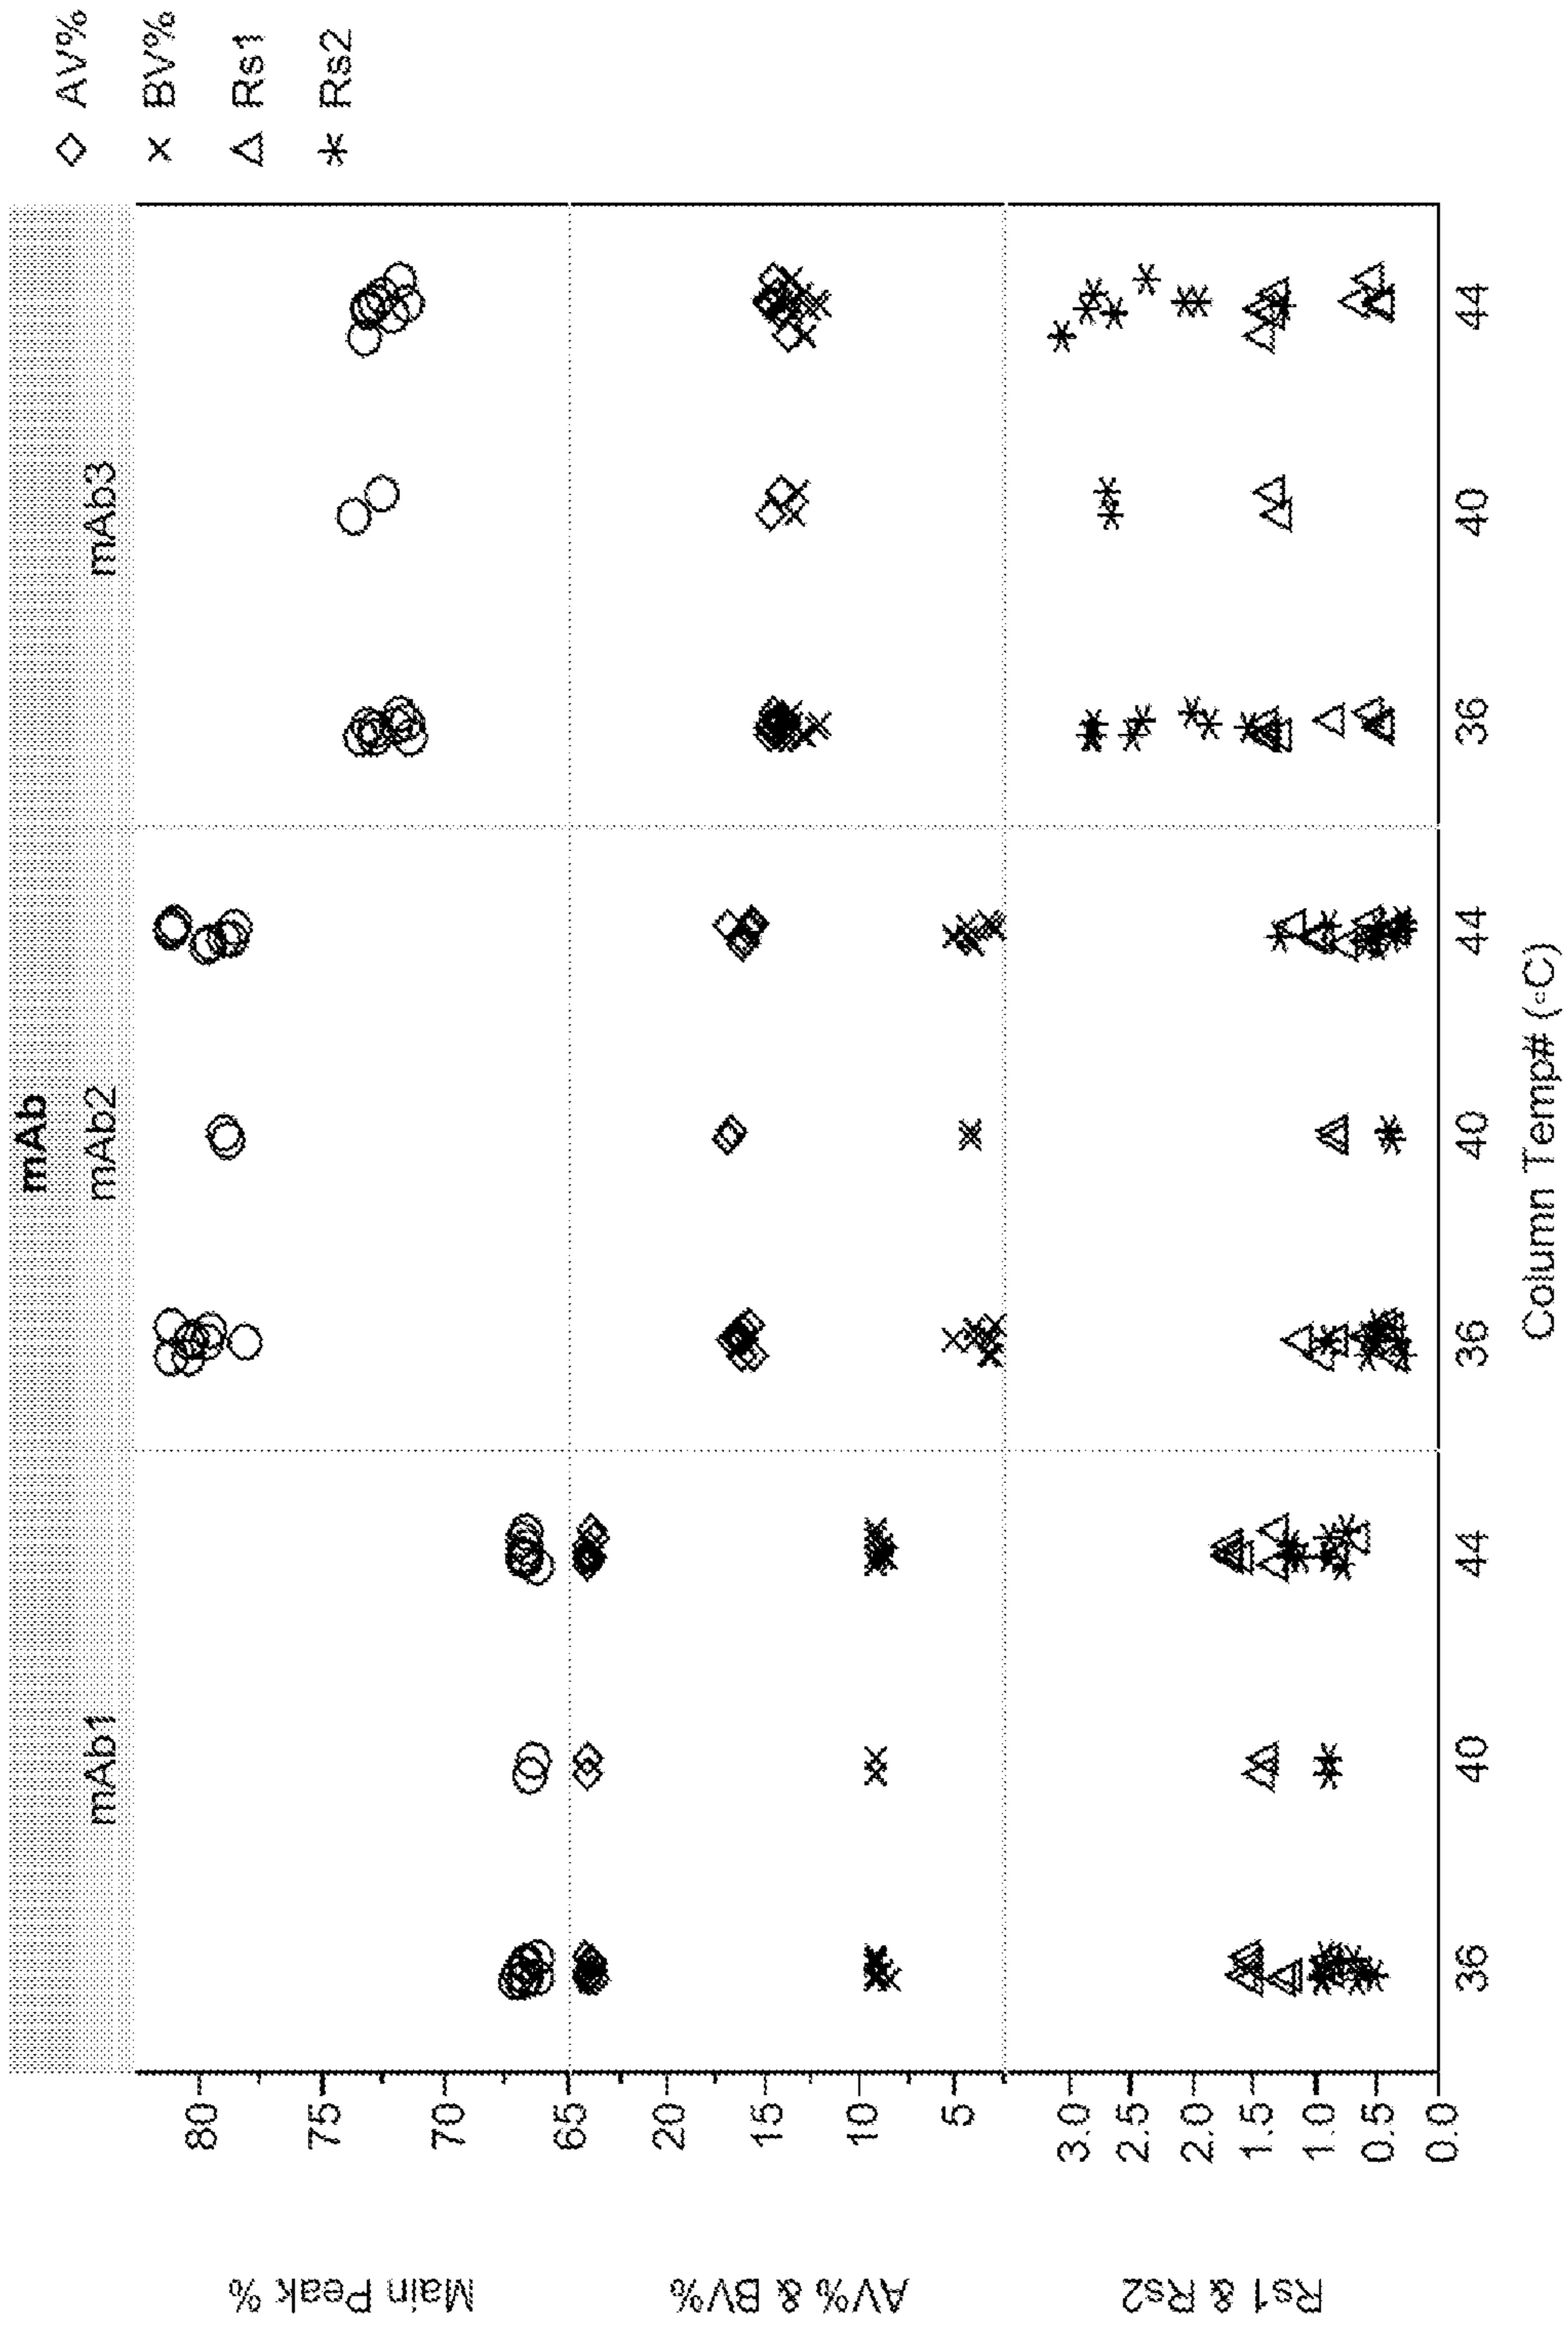 mAb
mAb1
mAb2
mAb3
AV%
BV%
Rs1
Rs2
Main Peak %
80
75
70
65
AV% & BV%
20
15
10
5
Rs1 & Rs2
3.0
2.5
2.0
1.5
1.0
0.5
0.0
36 40 44 36 40 44 36 40 44
Column Temp# (°C)